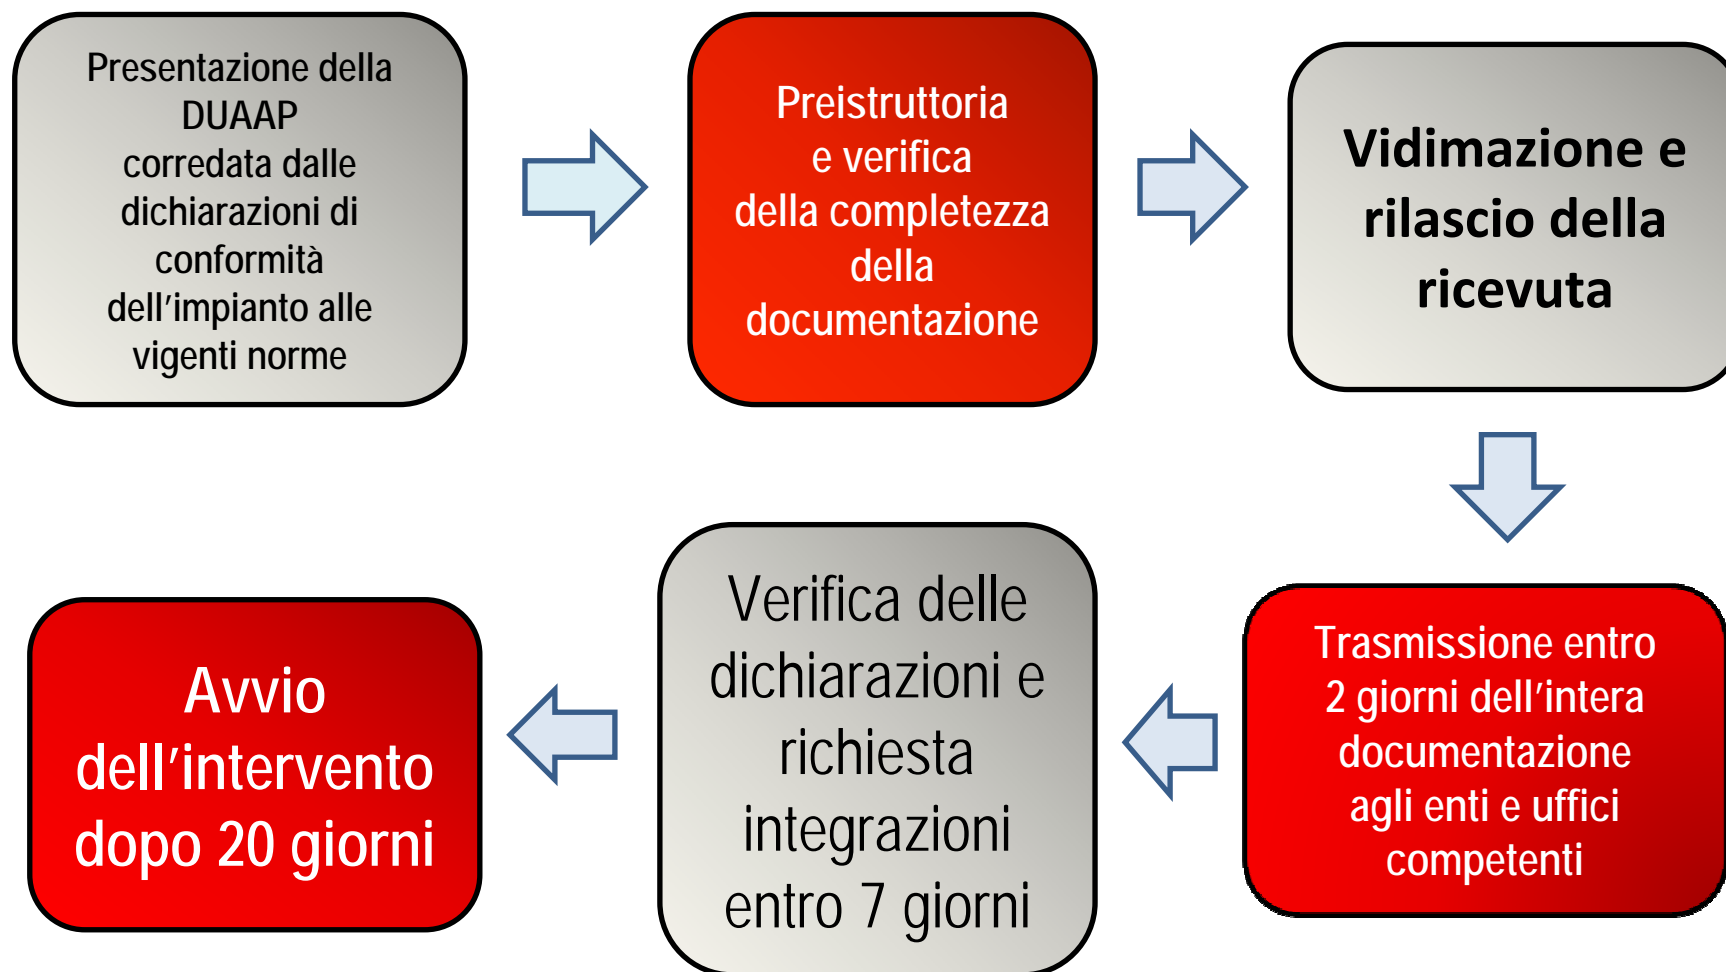 Presentazione della
DUAAP
corredata dalle
dichiarazioni di
conformità
dell’impianto alle
vigenti norme
Preistruttoria
e verifica
della completezza
della
documentazione
Vidimazione e
rilascio della
ricevuta
Trasmissione entro
2 giorni dell’intera
documentazione
agli enti e uffici
competenti
Verifica delle
dichiarazioni e
richiesta
integrazioni
entro 7 giorni
Avvio
dell’intervento
dopo 20 giorni